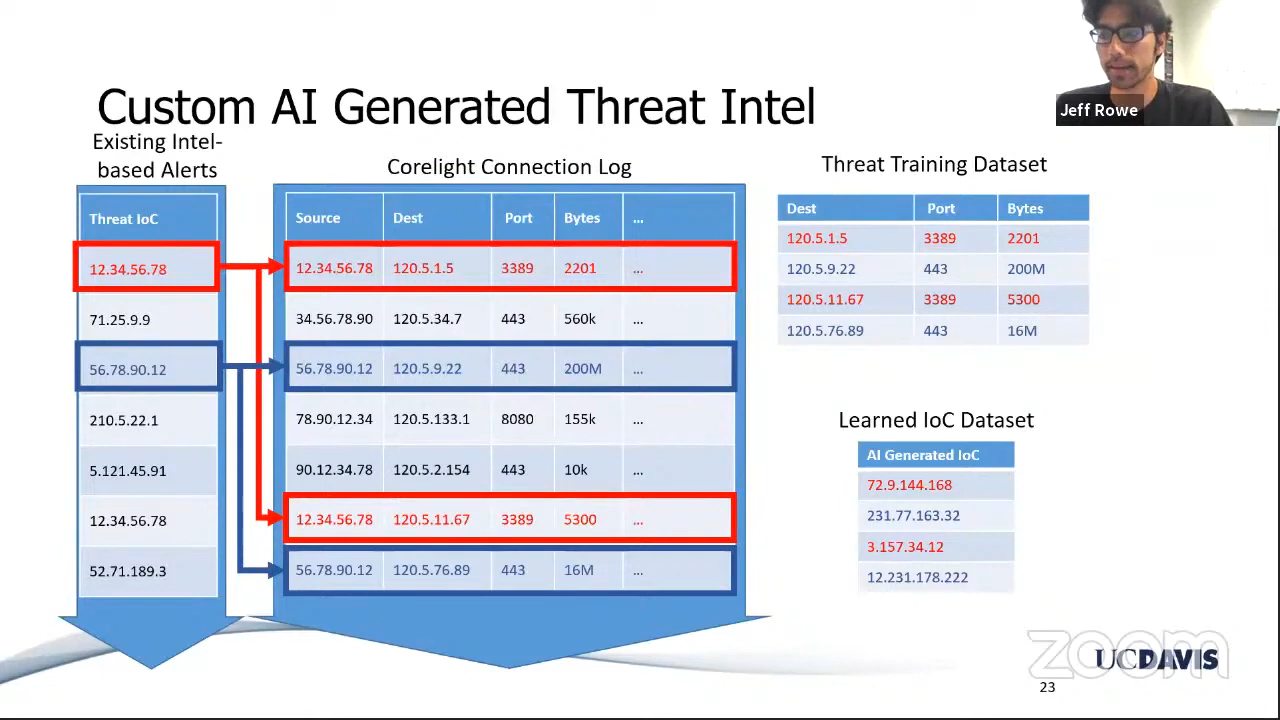 Jeff Rowe
Custom AI Generated Threat Intel
Existing Intel-
based Alerts
Threat IoC
12.34.56.78
71.25.9.9
56.78.90.12
210.5.22.1
5.121.45.91
12.34.56.78
52.71.189.3
Corelight Connection Log
Source Dest Port Bytes ...
12.34.56.78 120.5.1.5 3389 2201 ...
34.56.78.90 120.5.34.7 443 560k ...
56.78.90.12 120.5.9.22 443 200M ...
78.90.12.34 120.5.133.1 8080 155k ...
90.12.34.78 120.5.2.154 443 10k ...
12.34.56.78 120.5.11.67 3389 5300 ...
56.78.90.12 120.5.76.89 443 16M ...
Threat Training Dataset
Dest Port Bytes
120.5.1.5 3389 2201
120.5.9.22 443 200M
120.5.11.67 3389 5300
120.5.76.89 443 16M
Learned IoC Dataset
AI Generated IoC
72.9.144.168
231.77.163.32
3.157.34.12
12.231.178.222
zoom
UCDAVIS
23